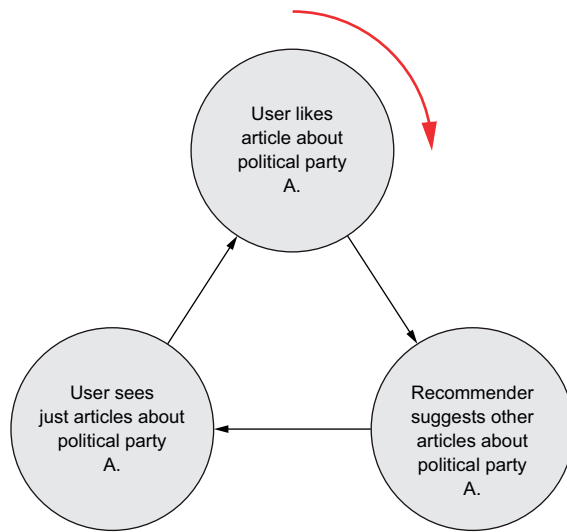 User likes
article about
political party
A.
Recommender
suggests other
articles about
political party
A.
User sees
just articles about
political party
A.